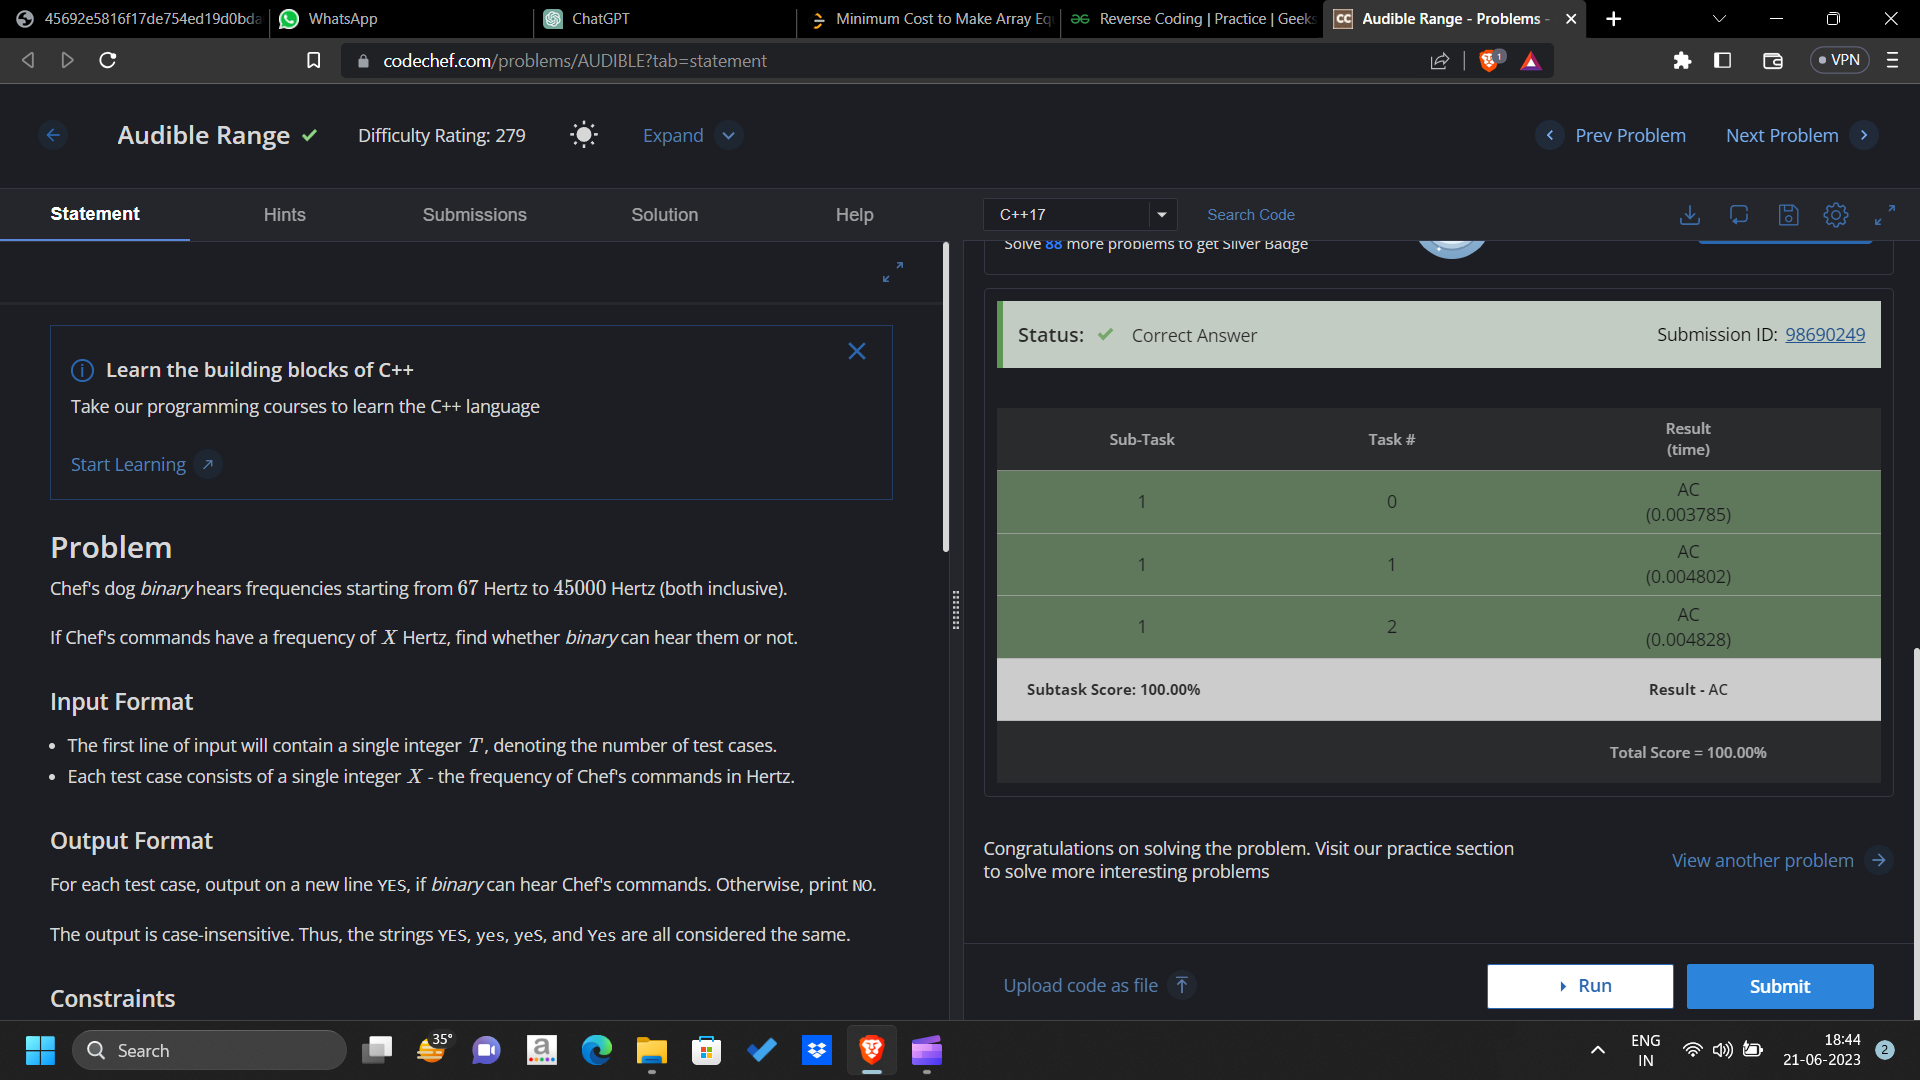 45692e5816f17de754ed19d0bda
WhatsApp
ChatGPT
Minimum Cost to Make Array Eq
Reverse Coding | Practice | Geeks
CC
Audible Range - Problems -
codechef.com/problems/AUDIBLE?tab=statement
1
VPN
Audible Range
Difficulty Rating: 279
Expand
Prev Problem
Next Problem
Statement
Hints
Submissions
Solution
Help
C++17
Search Code
Solve 88 more problems to get Silver Badge
Learn the building blocks of C++
Take our programming courses to learn the C++ language
Start Learning
Problem
Chef's dog binary hears frequencies starting from 67 Hertz to 45000 Hertz (both inclusive).
If Chef's commands have a frequency of X Hertz, find whether binary can hear them or not.
Input Format
• The first line of input will contain a single integer T, denoting the number of test cases.
• Each test case consists of a single integer X - the frequency of Chef's commands in Hertz.
Output Format
For each test case, output on a new line YES, if binary can hear Chef's commands. Otherwise, print NO.
The output is case-insensitive. Thus, the strings YES, yes, yeS, and Yes are all considered the same.
Constraints
Status:
Correct Answer
Submission ID: 98690249
Sub-Task
Task #
Result
(time)
1
0
AC
(0.003785)
1
1
AC
(0.004802)
1
2
AC
(0.004828)
Subtask Score: 100.00%
Result - AC
Total Score = 100.00%
Congratulations on solving the problem. Visit our practice section
to solve more interesting problems
View another problem
Upload code as file
Run
Submit
Search
35°
a
ENG
IN
18:44
21-06-2023
2